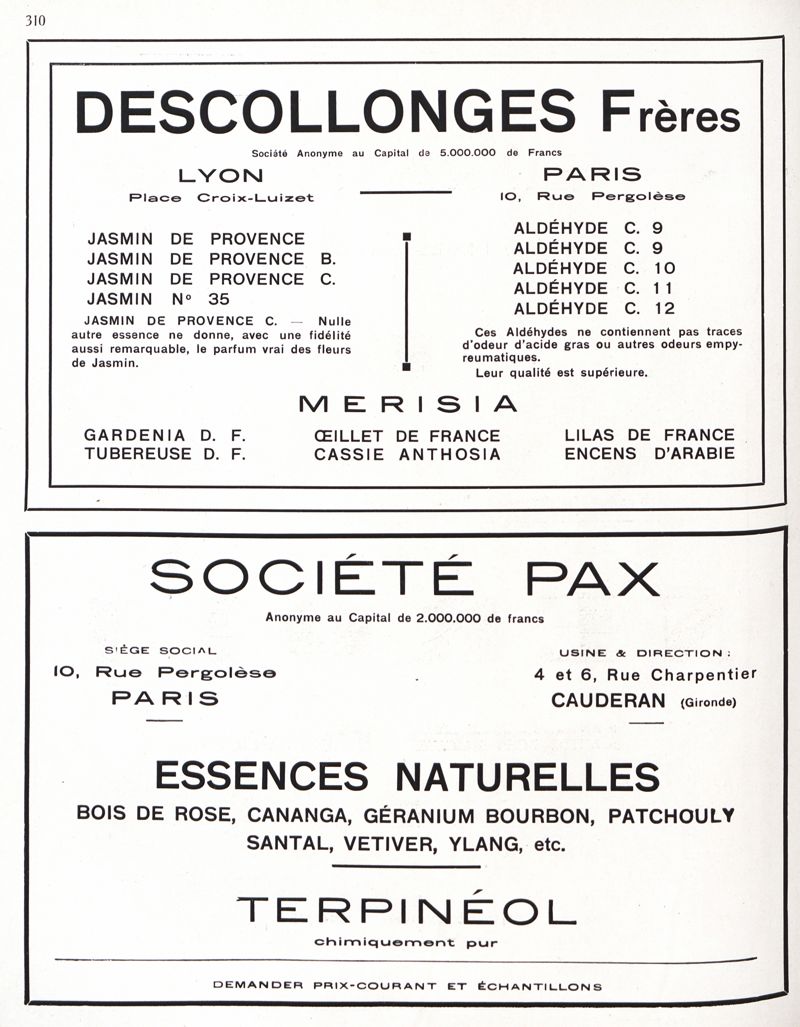 310
DESCOLLONGES Frères
Société Anonyme au Capital de 5.000.000 de Francs
LYON
Place Croix-Luizet
PARIS
10, Rue Pergolèse
JASMIN DE PROVENCE
JASMIN DE PROVENCE B.
JASMIN DE PROVENCE C.
JASMIN Nº 35
JASMIN DE PROVENCE C. — Nulle
autre essence ne donne, avec une fidélité
aussi remarquable, le parfum vrai des fleurs
de Jasmin.
ALDÉHYDE C. 9
ALDÉHYDE C. 9
ALDÉHYDE C. 10
ALDÉHYDE C. 11
ALDÉHYDE C. 12
Ces Aldéhydes ne contiennent pas traces
d'odeur d'acide gras ou autres odeurs empy-
reumatiques.
Leur qualité est supérieure.
MERISIA
GARDENIA D. F. ŒILLET DE FRANCE LILAS DE FRANCE
TUBEREUSE D. F. CASSIE ANTHOSIA ENCENS D'ARABIE
SOCIÉTÉ PAX
Anonyme au Capital de 2.000.000 de francs
S'ÈGE SOCIAL
10, Rue Pergolèse
PARIS
USINE & DIRECTION :
4 et 6, Rue Charpentier
CAUDERAN (Gironde)
ESSENCES NATURELLES
BOIS DE ROSE, CANANGA, GÉRANIUM BOURBON, PATCHOULY
SANTAL, VETIVER, YLANG, etc.
TERPINÉOL
chimiquement pur
DEMANDER PRIX-COURANT ET ÉCHANTILLONS